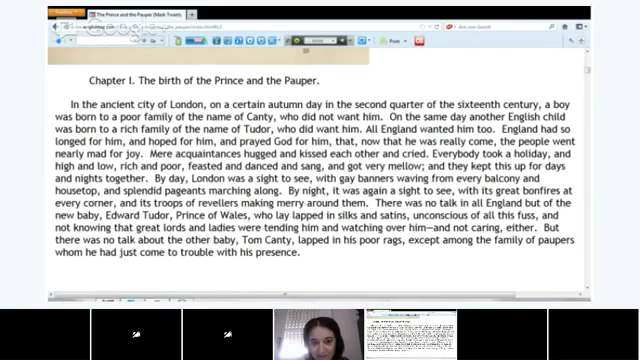 The Prince and the Pauper (Mark Twain)
Google
Print
Chapter I. The birth of the Prince and the Pauper.
In the ancient city of London, on a certain autumn day in the second quarter of the sixteenth century, a boy
was born to a poor family of the name of Canty, who did not want him. On the same day another English child
was born to a rich family of the name of Tudor, who did want him. All England wanted him too. England had so
longed for him, and hoped for him, and prayed God for him, that, now that he was really come, the people went
nearly mad for joy. Mere acquaintances hugged and kissed each other and cried. Everybody took a holiday, and
high and low, rich and poor, feasted and danced and sang, and got very mellow; and they kept this up for days
and nights together. By day, London was a sight to see, with gay banners waving from every balcony and
housetop, and splendid pageants marching along. By night, it was again a sight to see, with its great bonfires at
every corner, and its troops of revellers making merry around them. There was no talk in all England but of the
new baby, Edward Tudor, Prince of Wales, who lay lapped in silks and satins, unconscious of all this fuss, and
not knowing that great lords and ladies were tending him and watching over him—and not caring, either. But
there was no talk about the other baby, Tom Canty, lapped in his poor rags, except among the family of paupers
whom he had just come to trouble with his presence.